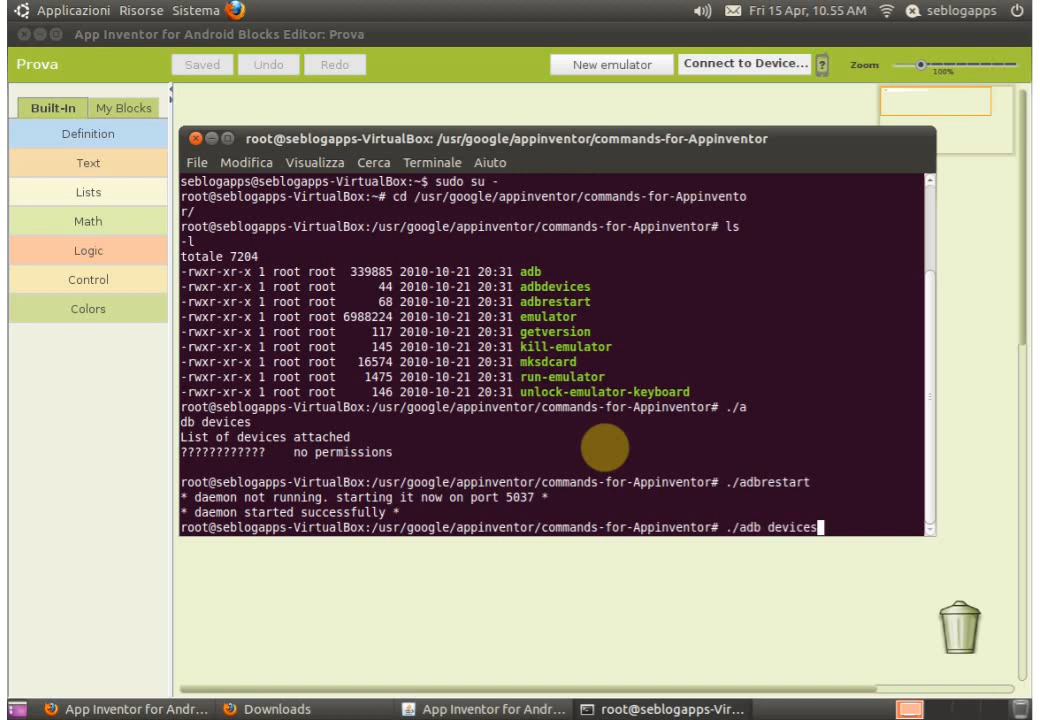 Applicazioni Risorse Sistema
Fri 15 Apr, 10.55 AM
seblogapps
App Inventor for Android Blocks Editor: Prova
Prova
Saved
Undo
Redo
New emulator
Connect to Device...
?
Zoom
100%
Built-In
My Blocks
Definition
Text
Lists
Math
Logic
Control
Colors
root@seblogapps-VirtualBox: /usr/google/appinventor/commands-for-Appinventor
File Modifica Visualizza Cerca Terminale Aiuto
seblogapps@seblogapps-VirtualBox:~$ sudo su -
root@seblogapps-VirtualBox:~# cd /usr/google/appinventor/commands-for-Appinvento
r/
root@seblogapps-VirtualBox:/usr/google/appinventor/commands-for-Appinventor# ls
-l
totale 7204
-rwxr-xr-x 1 root root 339885 2010-10-21 20:31 adb
-rwxr-xr-x 1 root root 44 2010-10-21 20:31 adbdevices
-rwxr-xr-x 1 root root 68 2010-10-21 20:31 adbrestart
-rwxr-xr-x 1 root root 6988224 2010-10-21 20:31 emulator
-rwxr-xr-x 1 root root 117 2010-10-21 20:31 getversion
-rwxr-xr-x 1 root root 145 2010-10-21 20:31 kill-emulator
-rwxr-xr-x 1 root root 16574 2010-10-21 20:31 mksdcard
-rwxr-xr-x 1 root root 1475 2010-10-21 20:31 run-emulator
-rwxr-xr-x 1 root root 146 2010-10-21 20:31 unlock-emulator-keyboard
root@seblogapps-VirtualBox:/usr/google/appinventor/commands-for-Appinventor# ./a
db devices
List of devices attached
???????????? no permissions
root@seblogapps-VirtualBox:/usr/google/appinventor/commands-for-Appinventor# ./adbrestart
* daemon not running. starting it now on port 5037 *
* daemon started successfully *
root@seblogapps-VirtualBox:/usr/google/appinventor/commands-for-Appinventor# ./adb devices
App Inventor for Andr...
Downloads
App Inventor for Andr...
root@seblogapps-Vir...